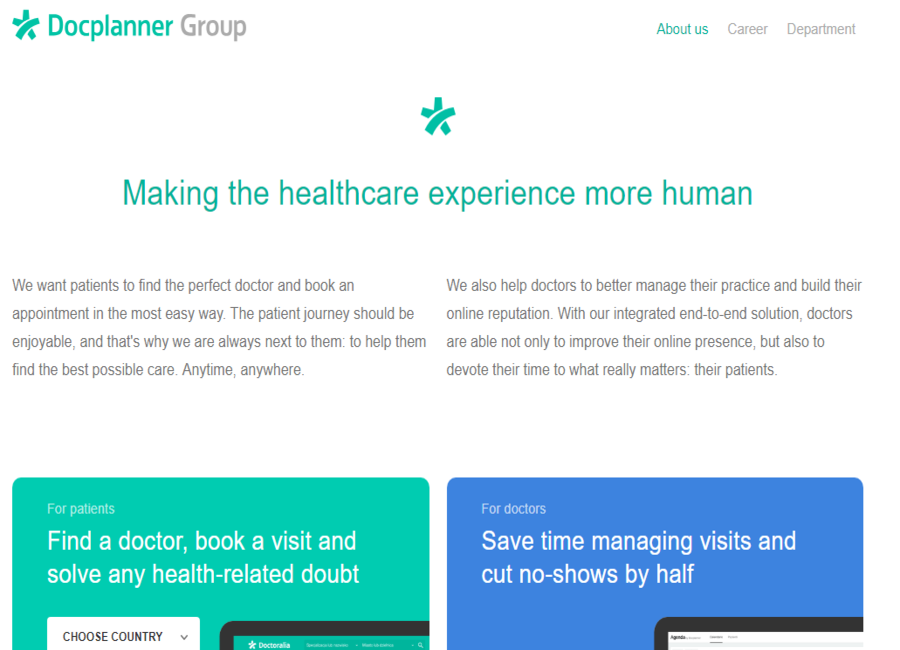 Docplanner Group
About us Career Department
Making the healthcare experience more human
We want patients to find the perfect doctor and book an
appointment in the most easy way. The patient journey should be
enjoyable, and that's why we are always next to them: to help them
find the best possible care. Anytime, anywhere.
We also help doctors to better manage their practice and build their
online reputation. With our integrated end-to-end solution, doctors
are able not only to improve their online presence, but also to
devote their time to what really matters: their patients.
For patients
Find a doctor, book a visit and
solve any health-related doubt
CHOOSE COUNTRY
Doctoralia
For doctors
Save time managing visits and
cut no-shows by half
Agenda